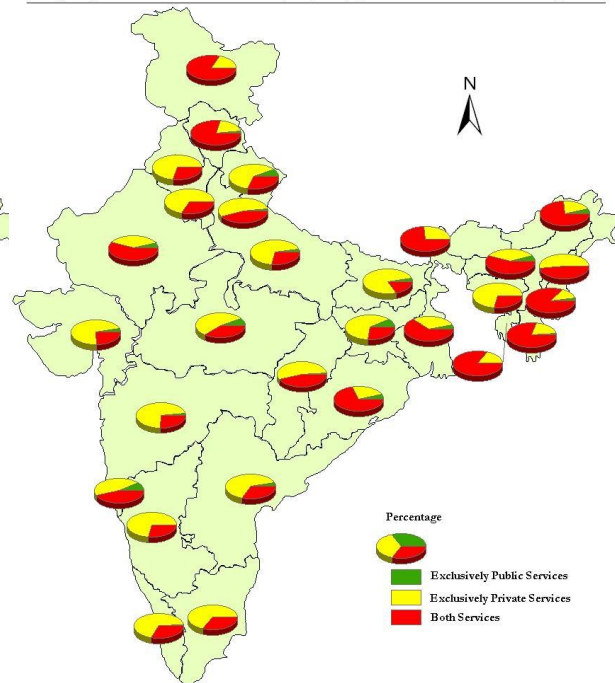 N
Percentage
Exclusively Public Services
Exclusively Private Services
Both Services